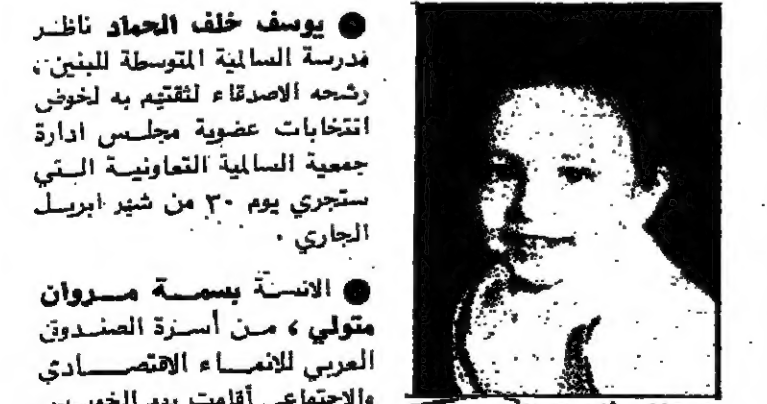 ● يوسف خلف الحماد ناظر
مدرسة السالمية المتوسطة للبنين ،
رشحه الاصدقاء لثقتهم به لخوض
انتخابات عضوية مجلس ادارة
جمعية السالمية التعاونية التي
ستجري يوم ٣٠ من شهر ابريل
الجاري .
● الانسة بسمة مروان
متولي ، من أسرة الصندوق
العربي للانماء الاقتصادي
والاجتماعي أقامت